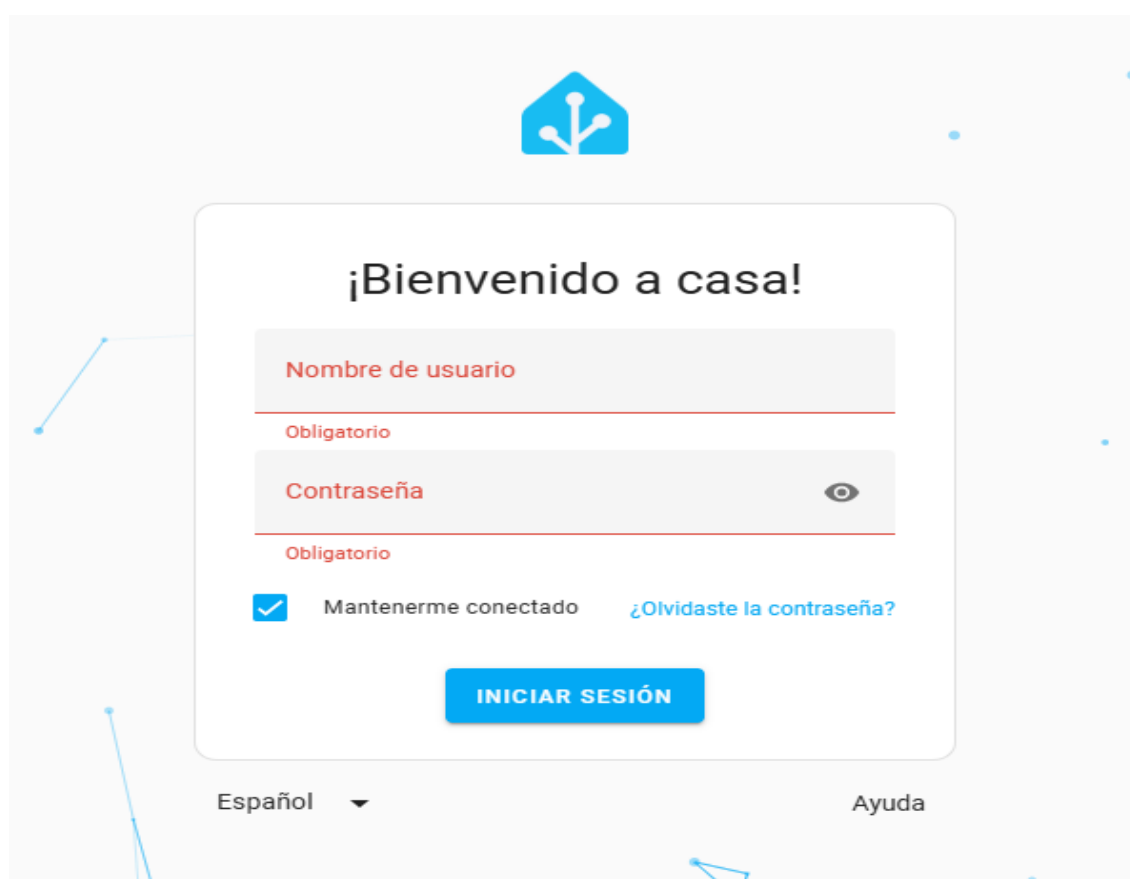 ¡Bienvenido a casa!
Nombre de usuario
Obligatorio
Contraseña
Obligatorio
Mantenerme conectado ¿Olvidaste la contraseña?
INICIAR SESIÓN
Español Ayuda